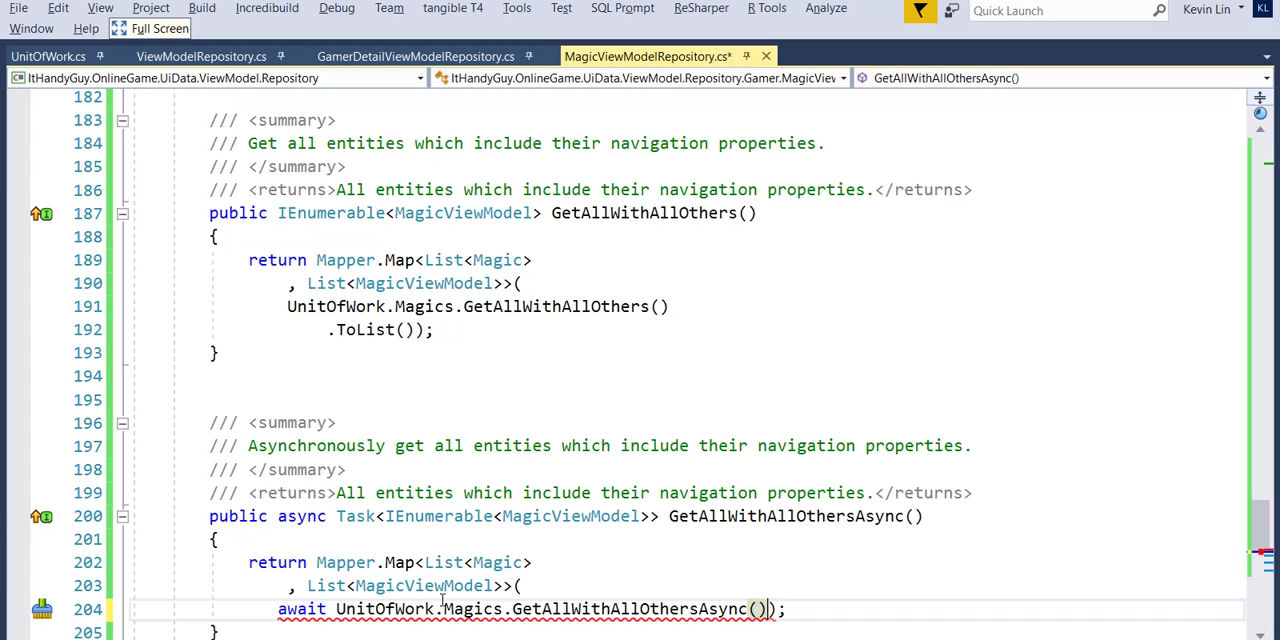 File Edit View Project Build Incredibuild Debug Team tangible T4 Tools Test SQL Prompt ReSharper R Tools Analyze Quick Launch Kevin Lin KL
Window Help Full Screen
UnitOfWork.cs ViewModelRepository.cs GamerDetailViewModelRepository.cs MagicViewModelRepository.cs*
ItHandyGuy.OnlineGame.UiData.ViewModel.Repository ItHandyGuy.OnlineGame.UiData.ViewModel.Repository.Gamer.MagicView GetAllWithAllOthersAsync()
182
183 /// <summary>
184 /// Get all entities which include their navigation properties.
185 /// </summary>
186 /// <returns>All entities which include their navigation properties.</returns>
187 public IEnumerable<MagicViewModel> GetAllWithAllOthers()
188 {
189 return Mapper.Map<List<Magic>
190 , List<MagicViewModel>>(
191 UnitOfWork.Magics.GetAllWithAllOthers()
192 .ToList());
193 }
194
195
196 /// <summary>
197 /// Asynchronously get all entities which include their navigation properties.
198 /// </summary>
199 /// <returns>All entities which include their navigation properties.</returns>
200 public async Task<IEnumerable<MagicViewModel>> GetAllWithAllOthersAsync()
201 {
202 return Mapper.Map<List<Magic>
203 , List<MagicViewModel>>(
204 await UnitOfWork.Magics.GetAllWithAllOthersAsync());
205 }